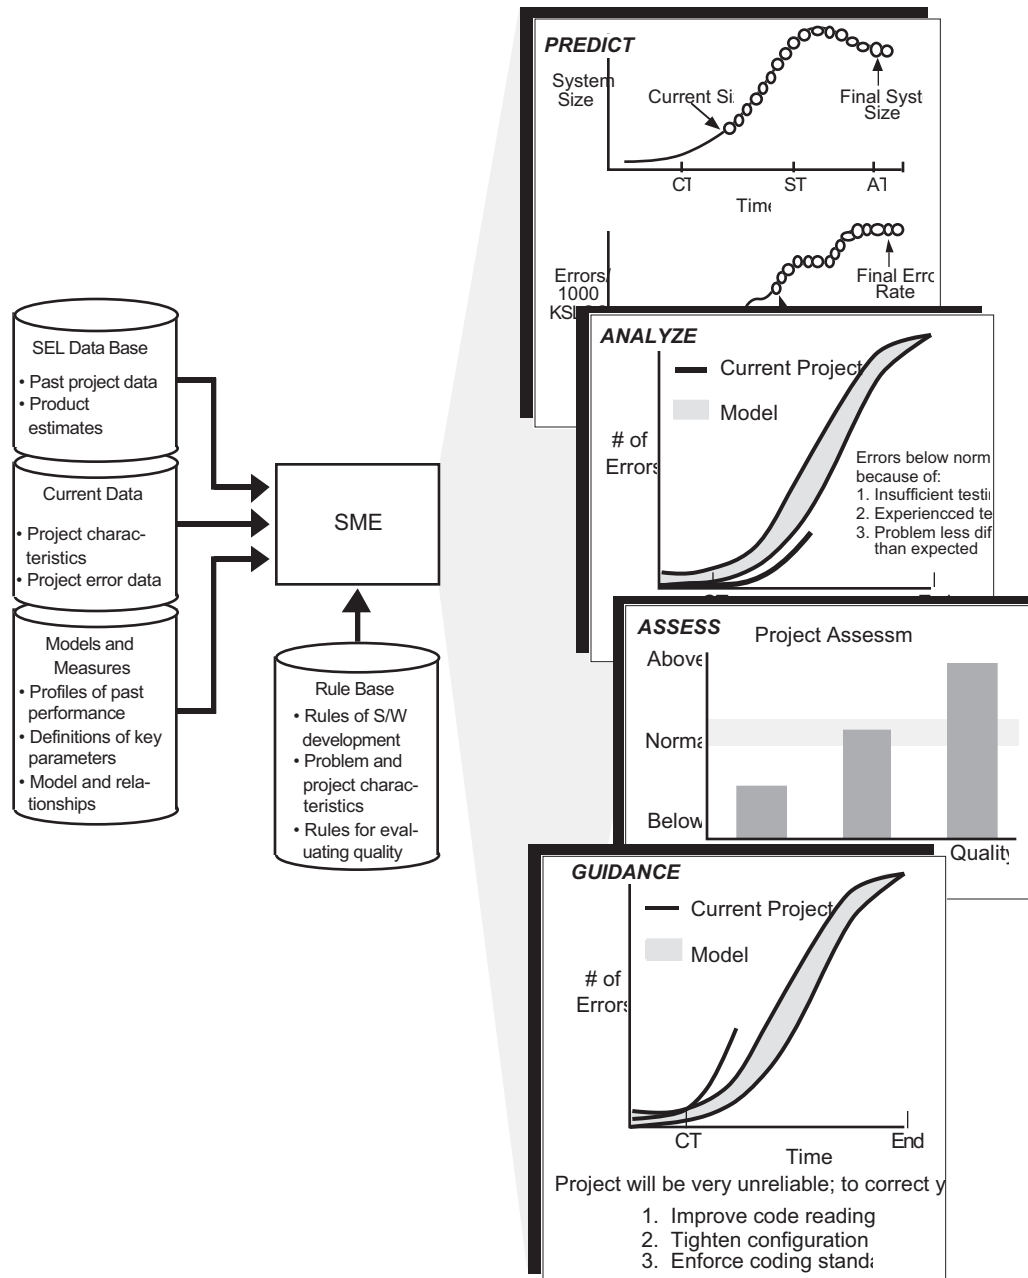 SEL Data Base
• Past project data
• Product
estimates
Current Data
• Project charac-
teristics
• Project error data
Models and
Measures
• Profiles of past
performance
• Definitions of key
parameters
• Model and rela-
tionships
SME
Rule Base
• Rules of S/W
development
• Problem and
project charac-
teristics
• Rules for eval-
uating quality
PREDICT
System
Size
Current Si
Final Syst
Size
CT
ST
AT
Time
Errors/
1000
Final Erro
Rate
ANALYZE
Current Project
Model
# of
Errors
Errors below norm
because of:
1. Insufficient testi
2. Experiencced te
3. Problem less dif
than expected
ASSESS
Project Assessm
Above
Norma
Below
Quality
GUIDANCE
Current Project
Model
# of
Errors
CT
End
Time
Project will be very unreliable; to correct y
1. Improve code reading
2. Tighten configuration
3. Enforce coding standa